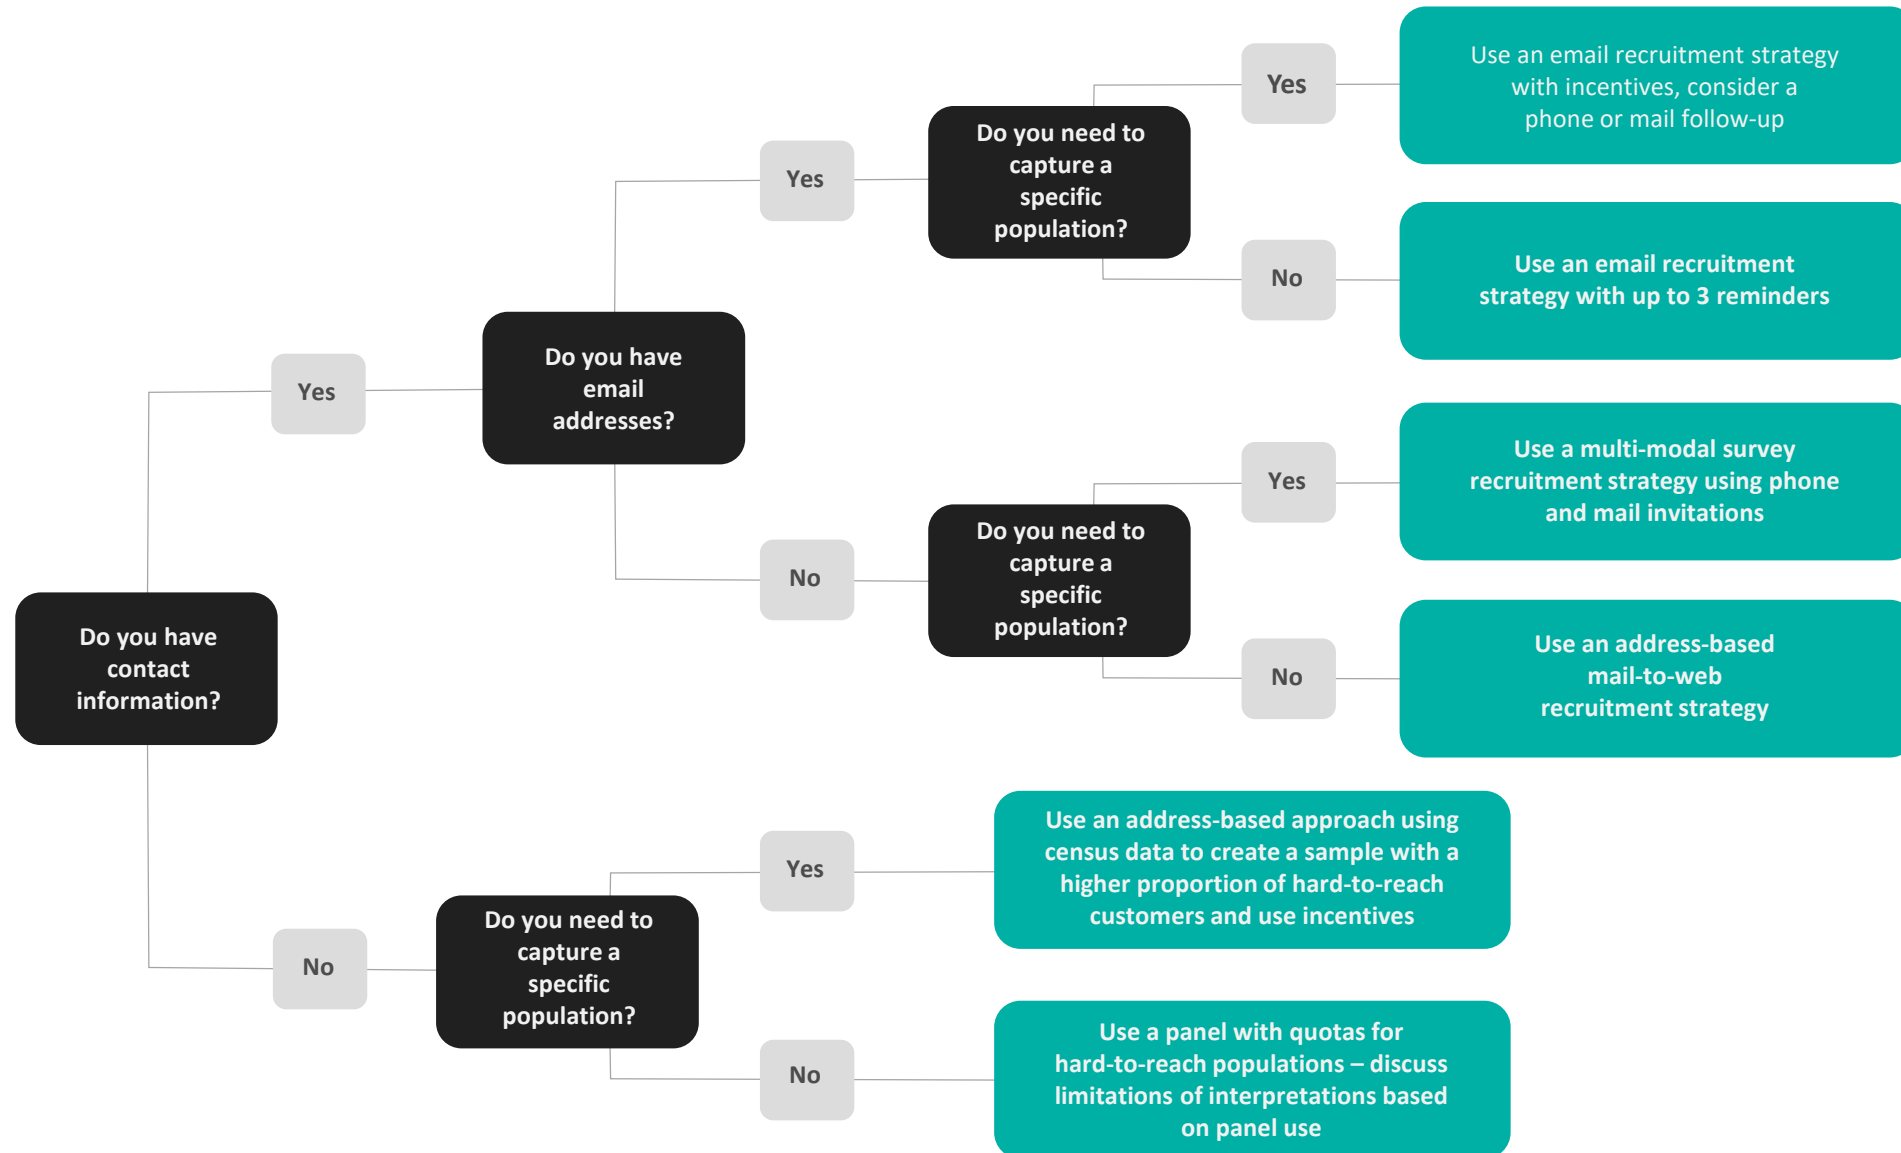 Yes
Use an email recruitment strategy
with incentives, consider a
phone or mail follow-up
Do you need to
capture a
specific
population?
Yes
No
Use an email recruitment
strategy with up to 3 reminders
Do you have
email
addresses?
Yes
Yes
Use a multi-modal survey
recruitment strategy using phone
and mail invitations
Do you need to
capture a
specific
population?
No
No
Use an address-based
mail-to-web
recruitment strategy
Do you have
contact
information?
Yes
Use an address-based approach using
census data to create a sample with a
higher proportion of hard-to-reach
customers and use incentives
Do you need to
capture a
specific
population?
No
No
Use a panel with quotas for
hard-to-reach populations – discuss
limitations of interpretations based
on panel use